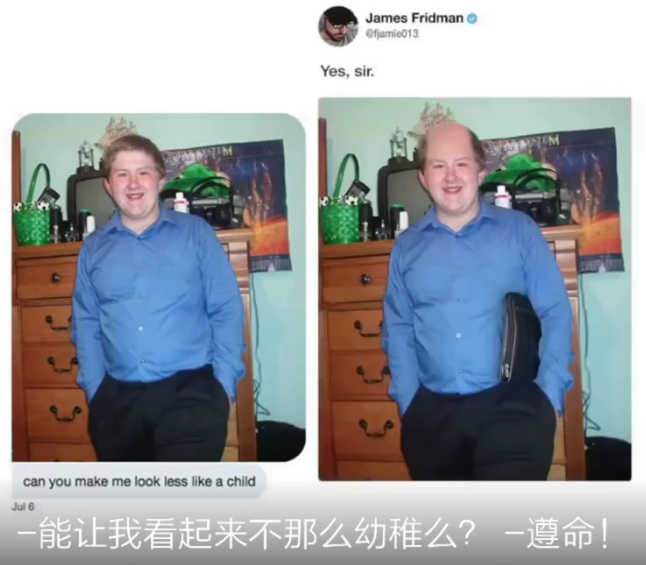 James Fridman
@fjamie013
Yes, sir.
can you make me look less like a child
Jul 6
—能让我看起来不那么幼稚么？ —遵命！